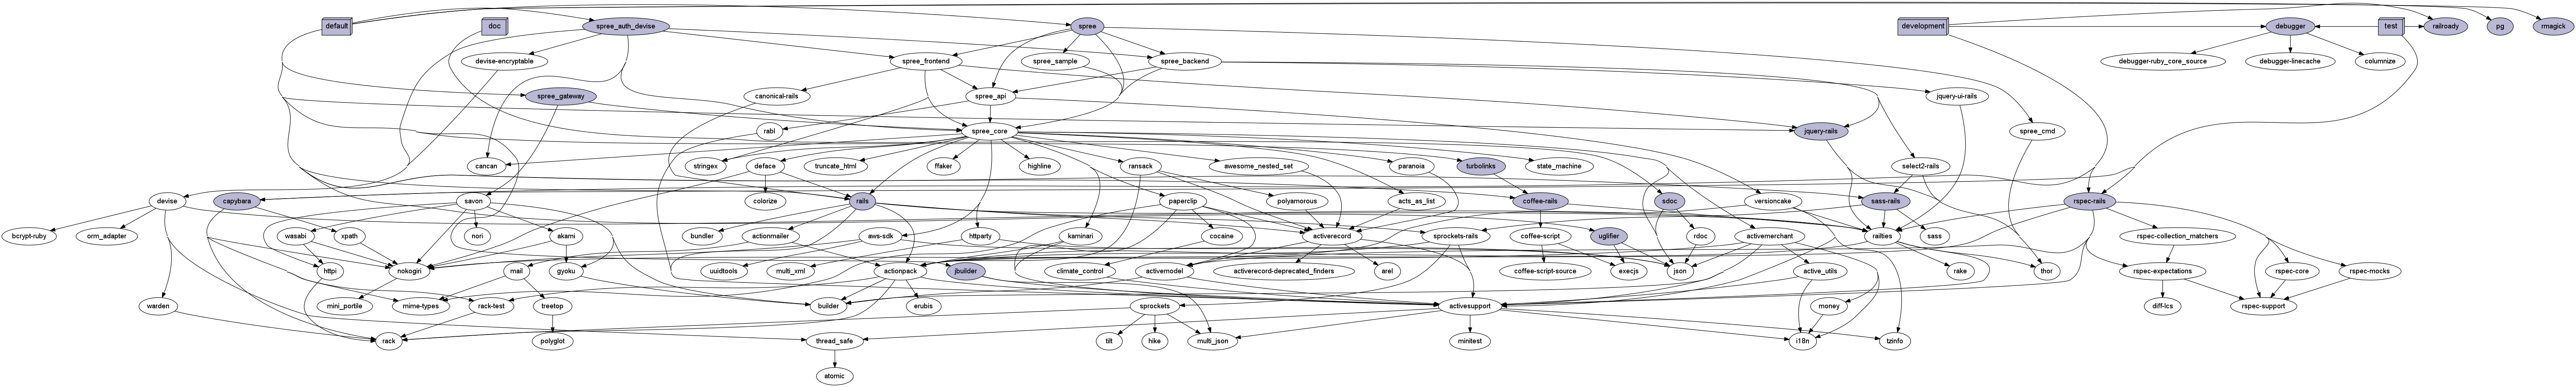 default
doc
spree_auth_devise
spree
development
debugger
test
railroady
pg
rmagick
devise-encryptable
spree_frontend
spree_sample
spree_backend
debugger-ruby_core_source
debugger-linecache
columnize
spree_gateway
canonical-rails
spree_api
jquery-ui-rails
rabl
spree_core
jquery-rails
spree_cmd
cancan
stringex
deface
truncate_html
ffaker
highline
ransack
awesome_nested_set
paranoia
turbolinks
state_machine
select2-rails
devise
capybara
savon
colorize
rails
paperclip
polyamorous
acts_as_list
coffee-rails
sdoc
versioncake
sass-rails
rspec-rails
bcrypt-ruby
orm_adapter
wasabi
xpath
nori
akami
bundler
actionmailer
aws-sdk
httparty
kaminari
cocaine
activerecord
sprockets-rails
coffee-script
uglifier
rdoc
activemerchant
railties
sass
rspec-collection_matchers
httpi
nokogiri
mail
gyoku
uuidtools
multi_xml
actionpack
jbuilder
climate_control
activemodel
activerecord-deprecated_finders
arel
coffee-script-source
execjs
json
active_utils
rake
thor
rspec-expectations
rspec-core
rspec-mocks
warden
mini_portile
mime-types
rack-test
treetop
builder
erubis
sprockets
activesupport
money
diff-lcs
rspec-support
rack
polyglot
thread_safe
tilt
hike
multi_json
minitest
i18n
tzinfo
atomic